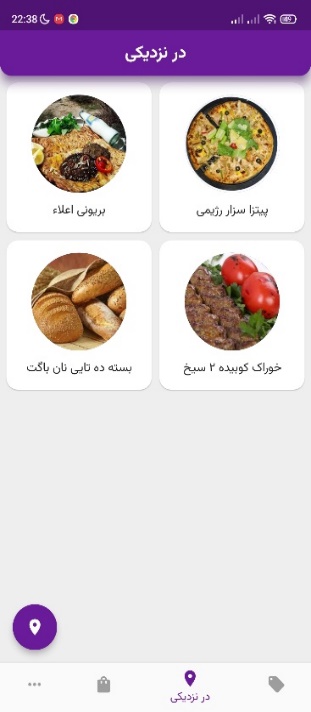 22:38
در نزدیکی
پیتزا سزار رژیمی
بریونی اعلاء
خوراک کوبیده ۲ سیخ
بسته ده تایی نان باگت
در نزدیکی